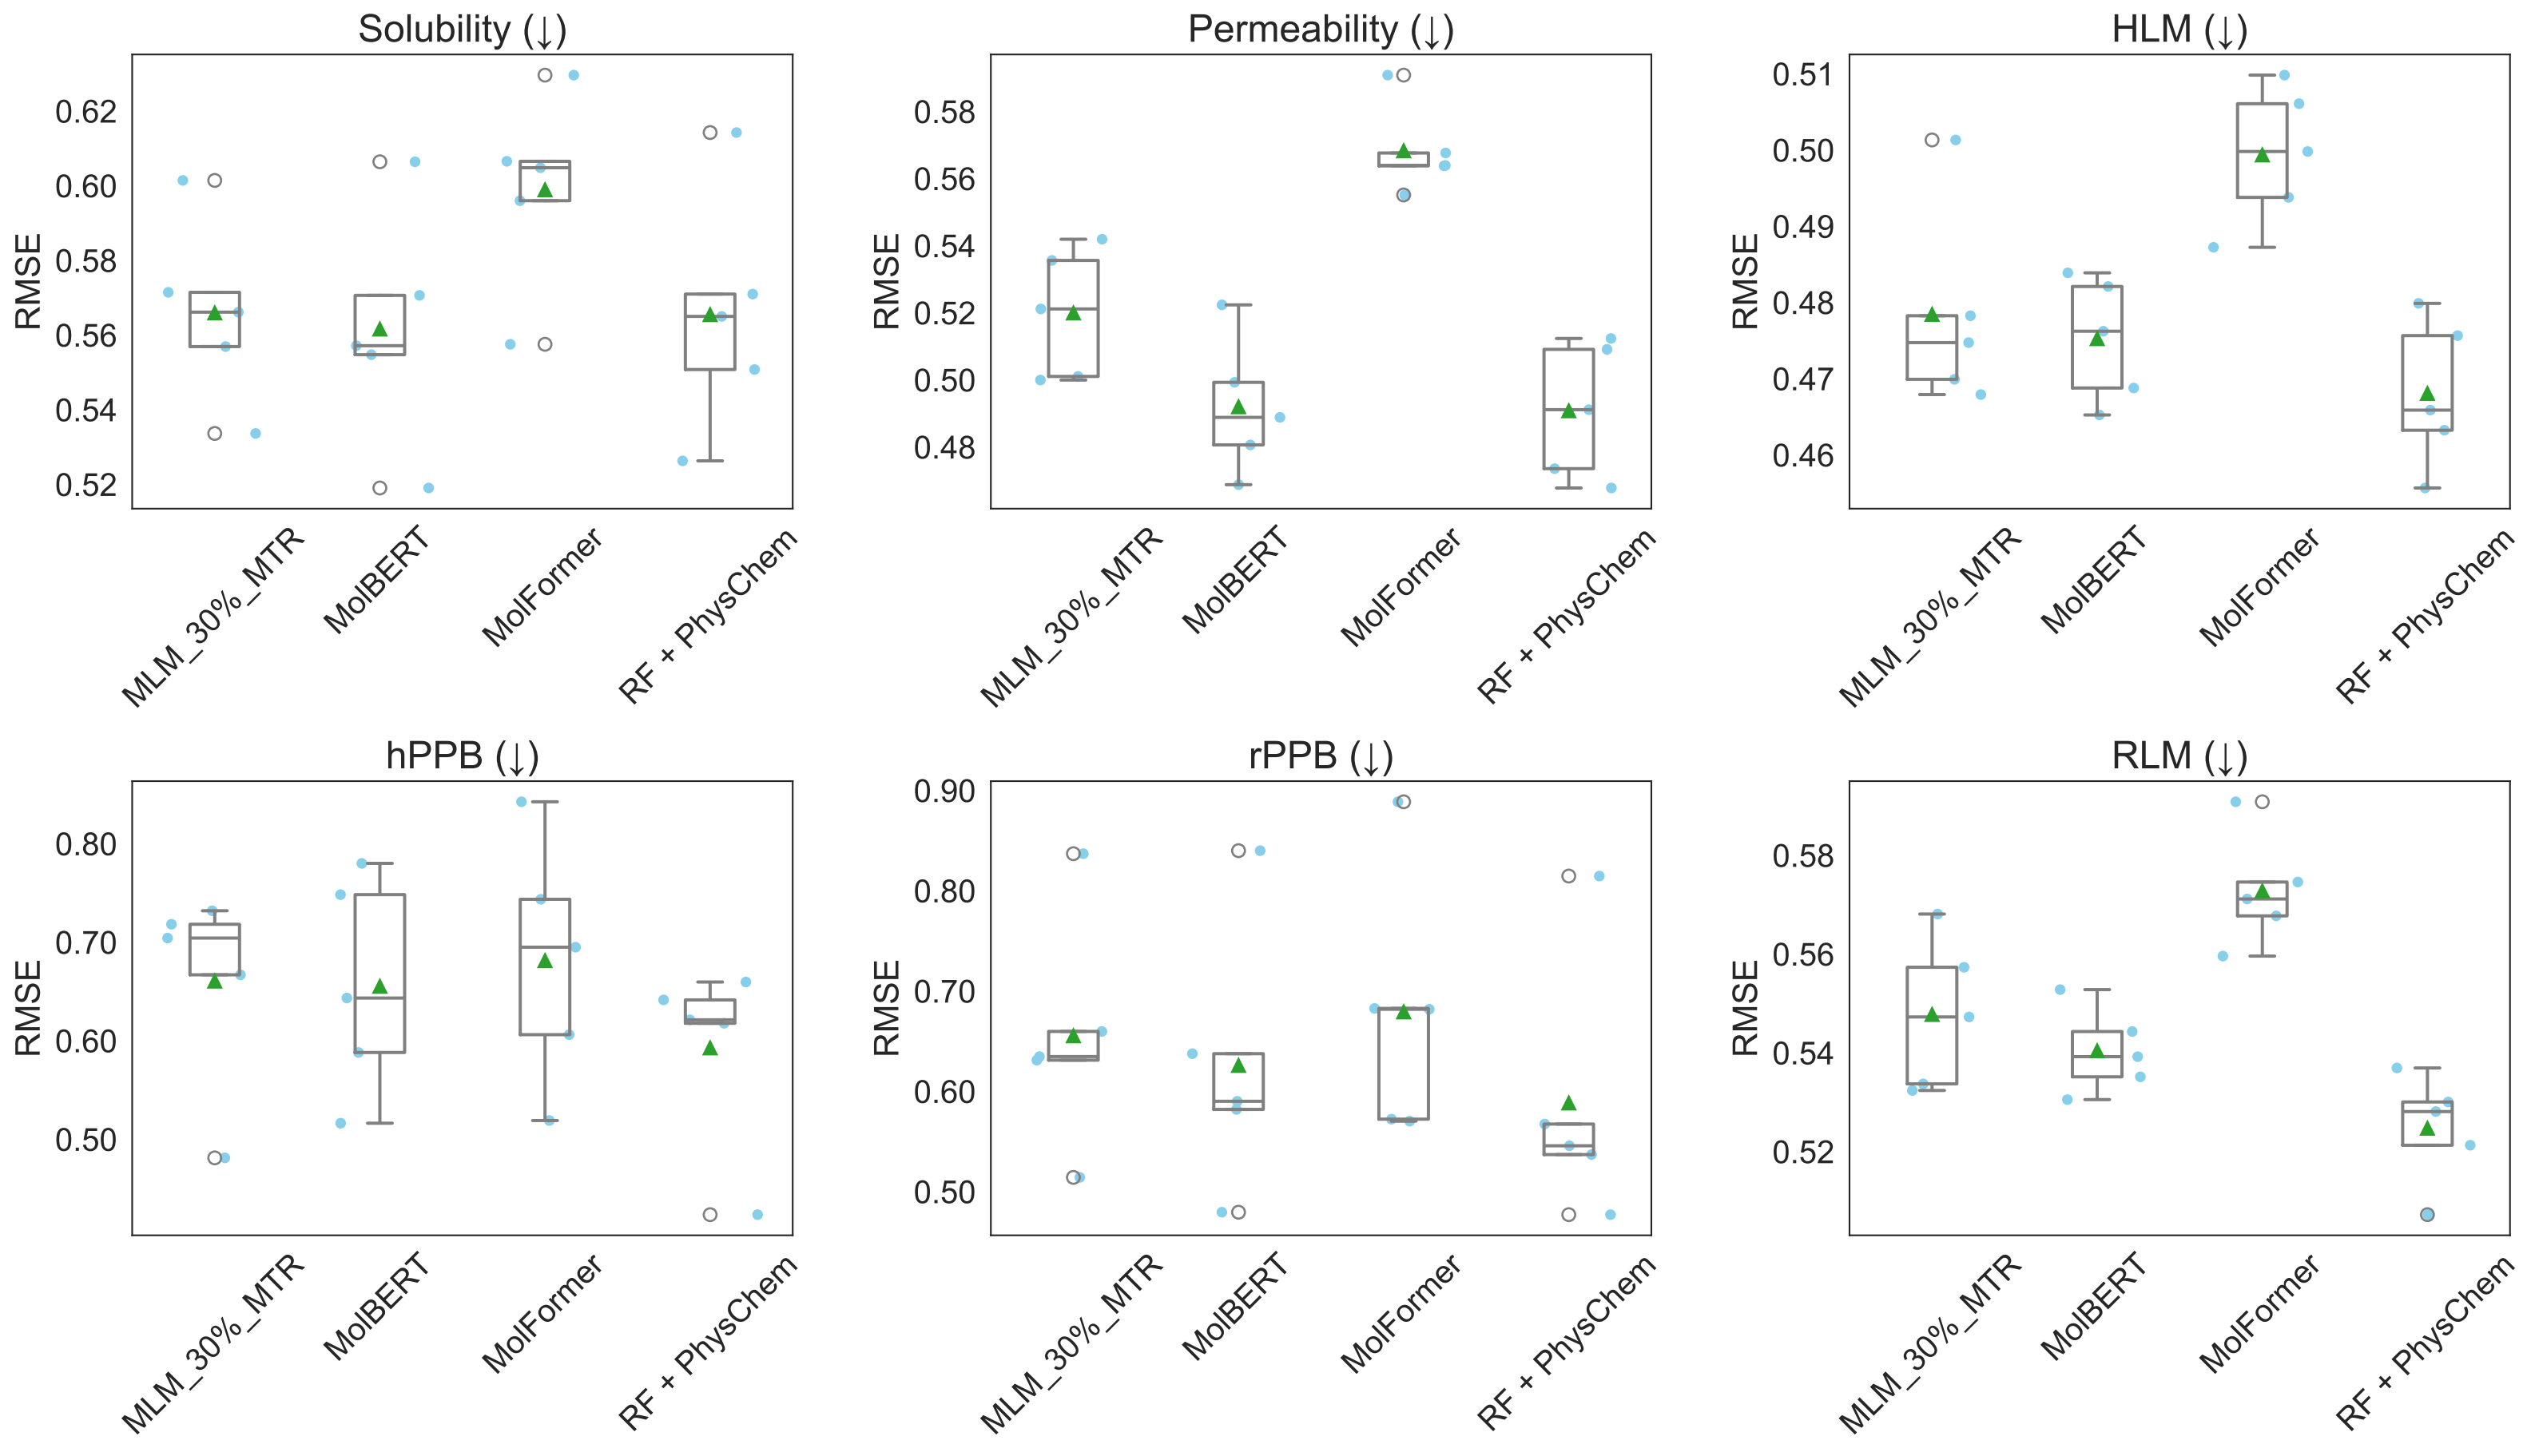 Solubility (↓)
RMSE
0.62
0.60
0.58
0.56
0.54
0.52
MLM_30%_MTR
MolBERT
MolFormer
RF + PhysChem
Permeability (↓)
RMSE
0.58
0.56
0.54
0.52
0.50
0.48
MLM_30%_MTR
MolBERT
MolFormer
RF + PhysChem
HLM (↓)
RMSE
0.51
0.50
0.49
0.48
0.47
0.46
MLM_30%_MTR
MolBERT
MolFormer
RF + PhysChem
hPPB (↓)
RMSE
0.80
0.70
0.60
0.50
MLM_30%_MTR
MolBERT
MolFormer
RF + PhysChem
rPPB (↓)
RMSE
0.90
0.80
0.70
0.60
0.50
MLM_30%_MTR
MolBERT
MolFormer
RF + PhysChem
RLM (↓)
RMSE
0.58
0.56
0.54
0.52
MLM_30%_MTR
MolBERT
MolFormer
RF + PhysChem